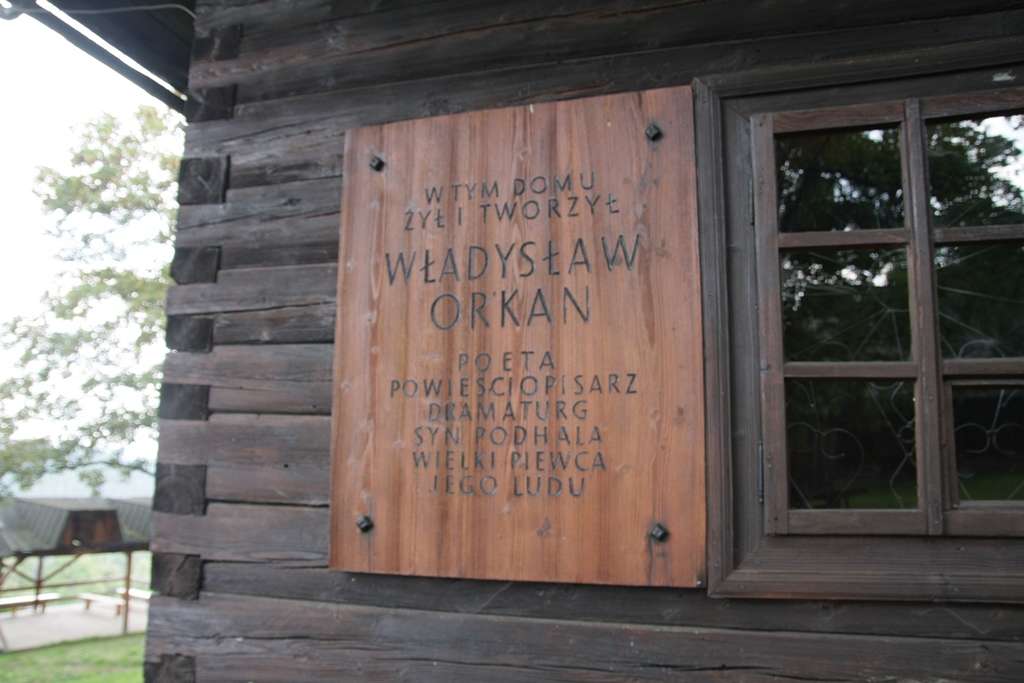 W TYM DOMU
ŻYŁ I TWORZYŁ
WŁADYSŁAW
ORKAN
POETA
POWIEŚCIOPISARZ
DRAMATURG
SYN PODHALA
WIELKI PIEWCA
JEGO LUDU